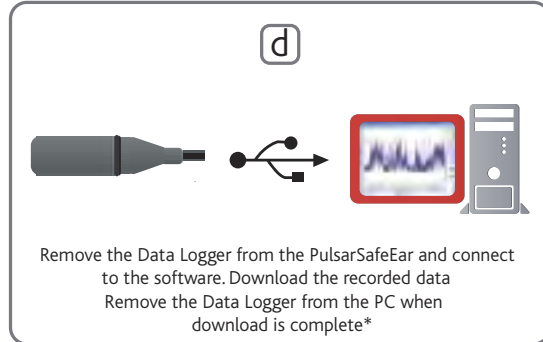 d
Remove the Data Logger from the PulsarSafeEar and connect
to the software. Download the recorded data
Remove the Data Logger from the PC when
download is complete*